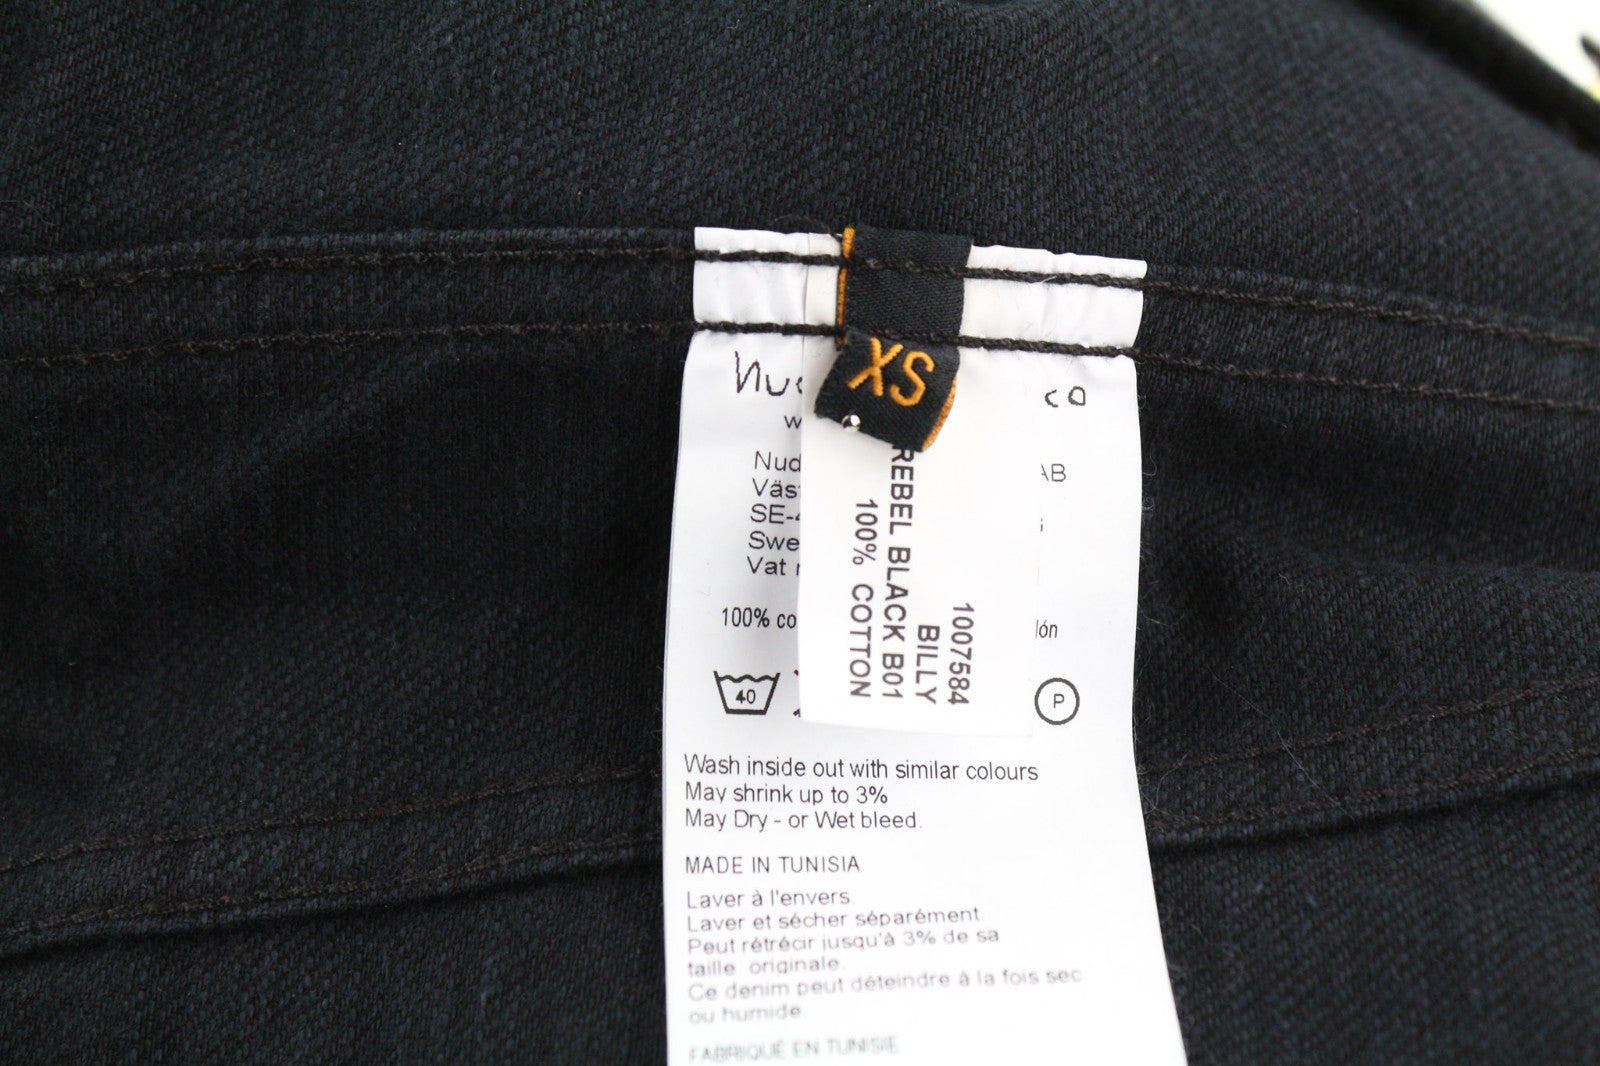 XS
1007584
BILLY
REBEL BLACK B01
100% COTTON
AB
SE-
100%
40
P
Wash inside out with similar colours
May shrink up to 3%
May Dry - or Wet bleed.
MADE IN TUNISIA
Laver à l'envers.
Laver et sécher séparément.
Peut rétrécir jusqu'à 3% de sa
taille originale.
Ce denim peut déteindre à la fois sec
ou humide.
FABRIQUÉ EN TUNISIE